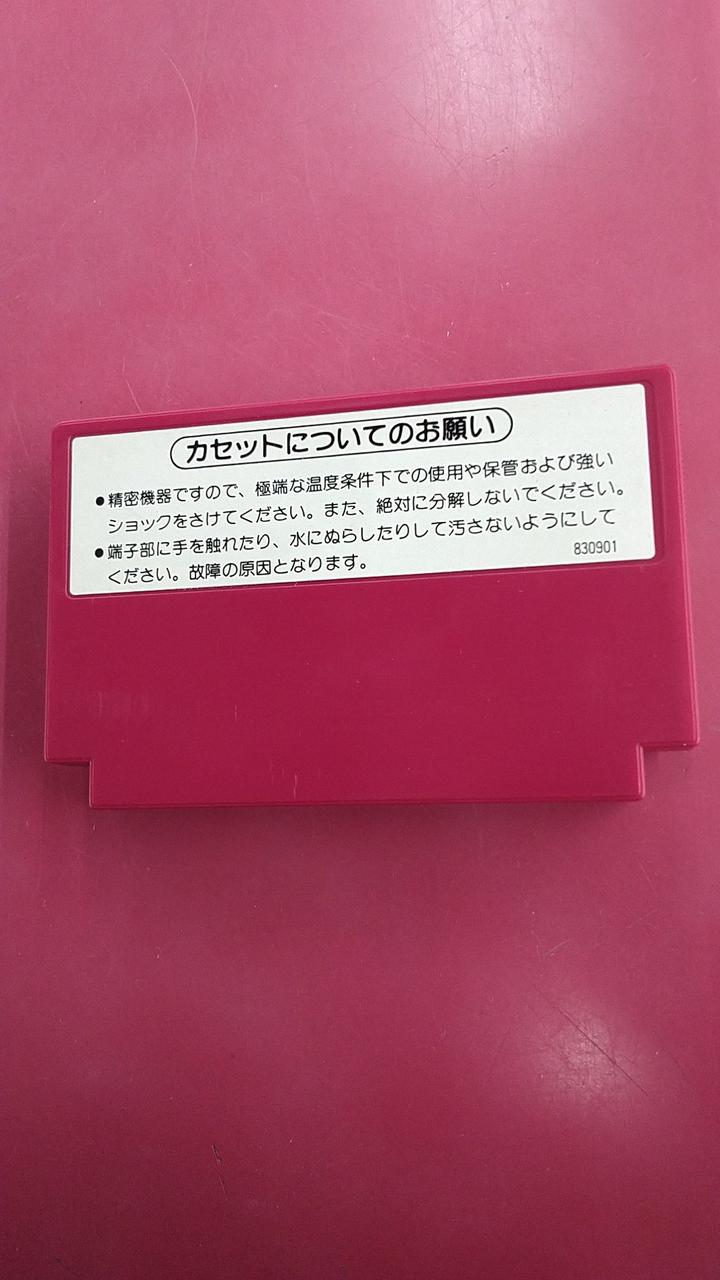 カセットについてのお願い
●精密機器ですので、極端な温度条件下での使用や保管および強い
ショックをさけてください。また、絶対に分解しないでください。
●端子部に手を触れたり、水にぬらしたりして汚さないようにして
ください。故障の原因となります。
830901